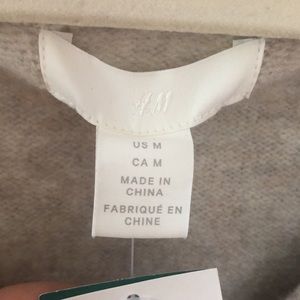 H&M
US M
CA M
MADE IN
CHINA
FABRIQUÉ EN
CHINE